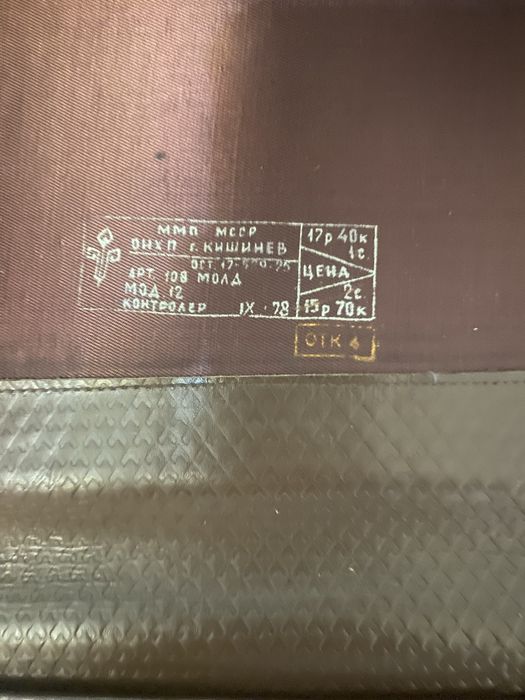 ММП МССР
ОНХП г. КИШИНЕВ
ОСТ.
АРТ. 108 МОЛД
МОД 12
КОНТРОЛЕР IX · 78
17р 40к
1с
ЦЕНА
2с
15р 70к
ОТК 4